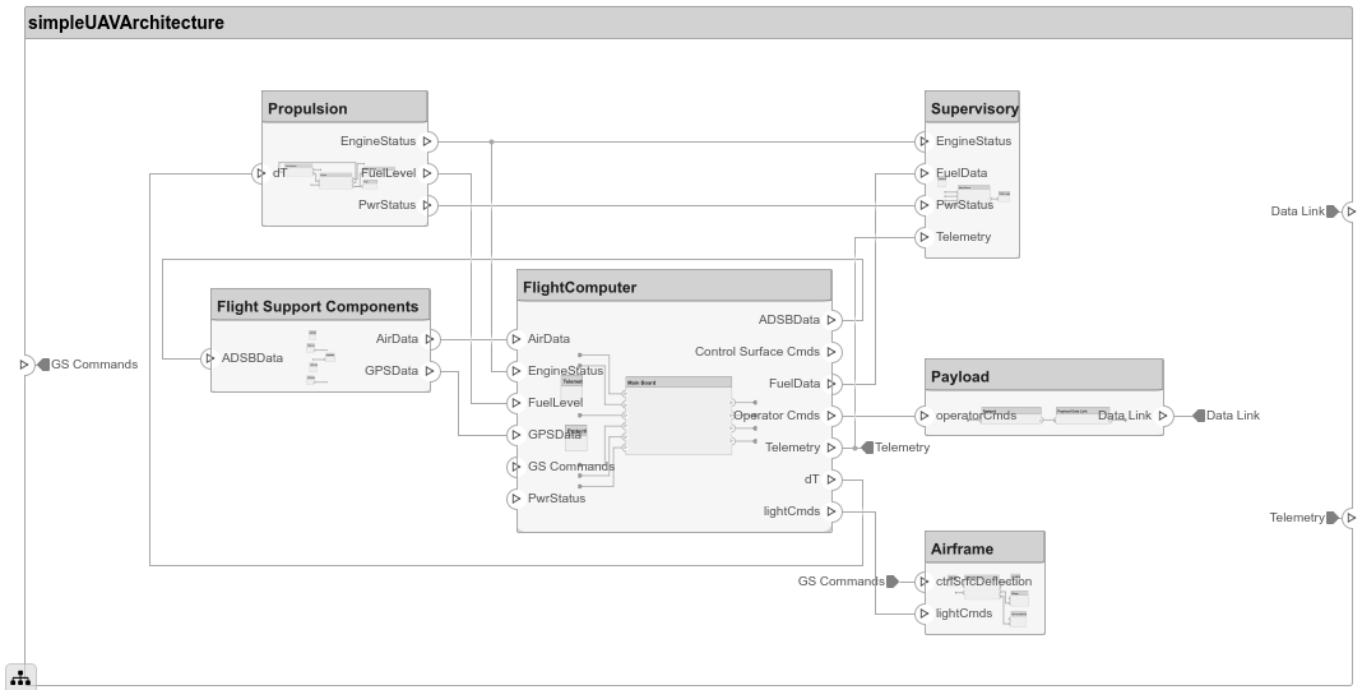 simpleUAVArchitecture
Propulsion
EngineStatus
dT
FuelLevel
PwrStatus
Supervisory
EngineStatus
FuelData
PwrStatus
Telemetry
Data Link
Flight Support Components
ADSBData
AirData
GPSData
GS Commands
FlightComputer
AirData
EngineStatus
FuelLevel
GPSData
GS Commands
PwrStatus
Main Board
ADSBData
Control Surface Cmds
FuelData
Operator Cmds
Telemetry
dT
lightCmds
Telemetry
Payload
operatorCmds
Data Link
Data Link
Telemetry
Airframe
GS Commands
ctrlSrfcDeflection
lightCmds